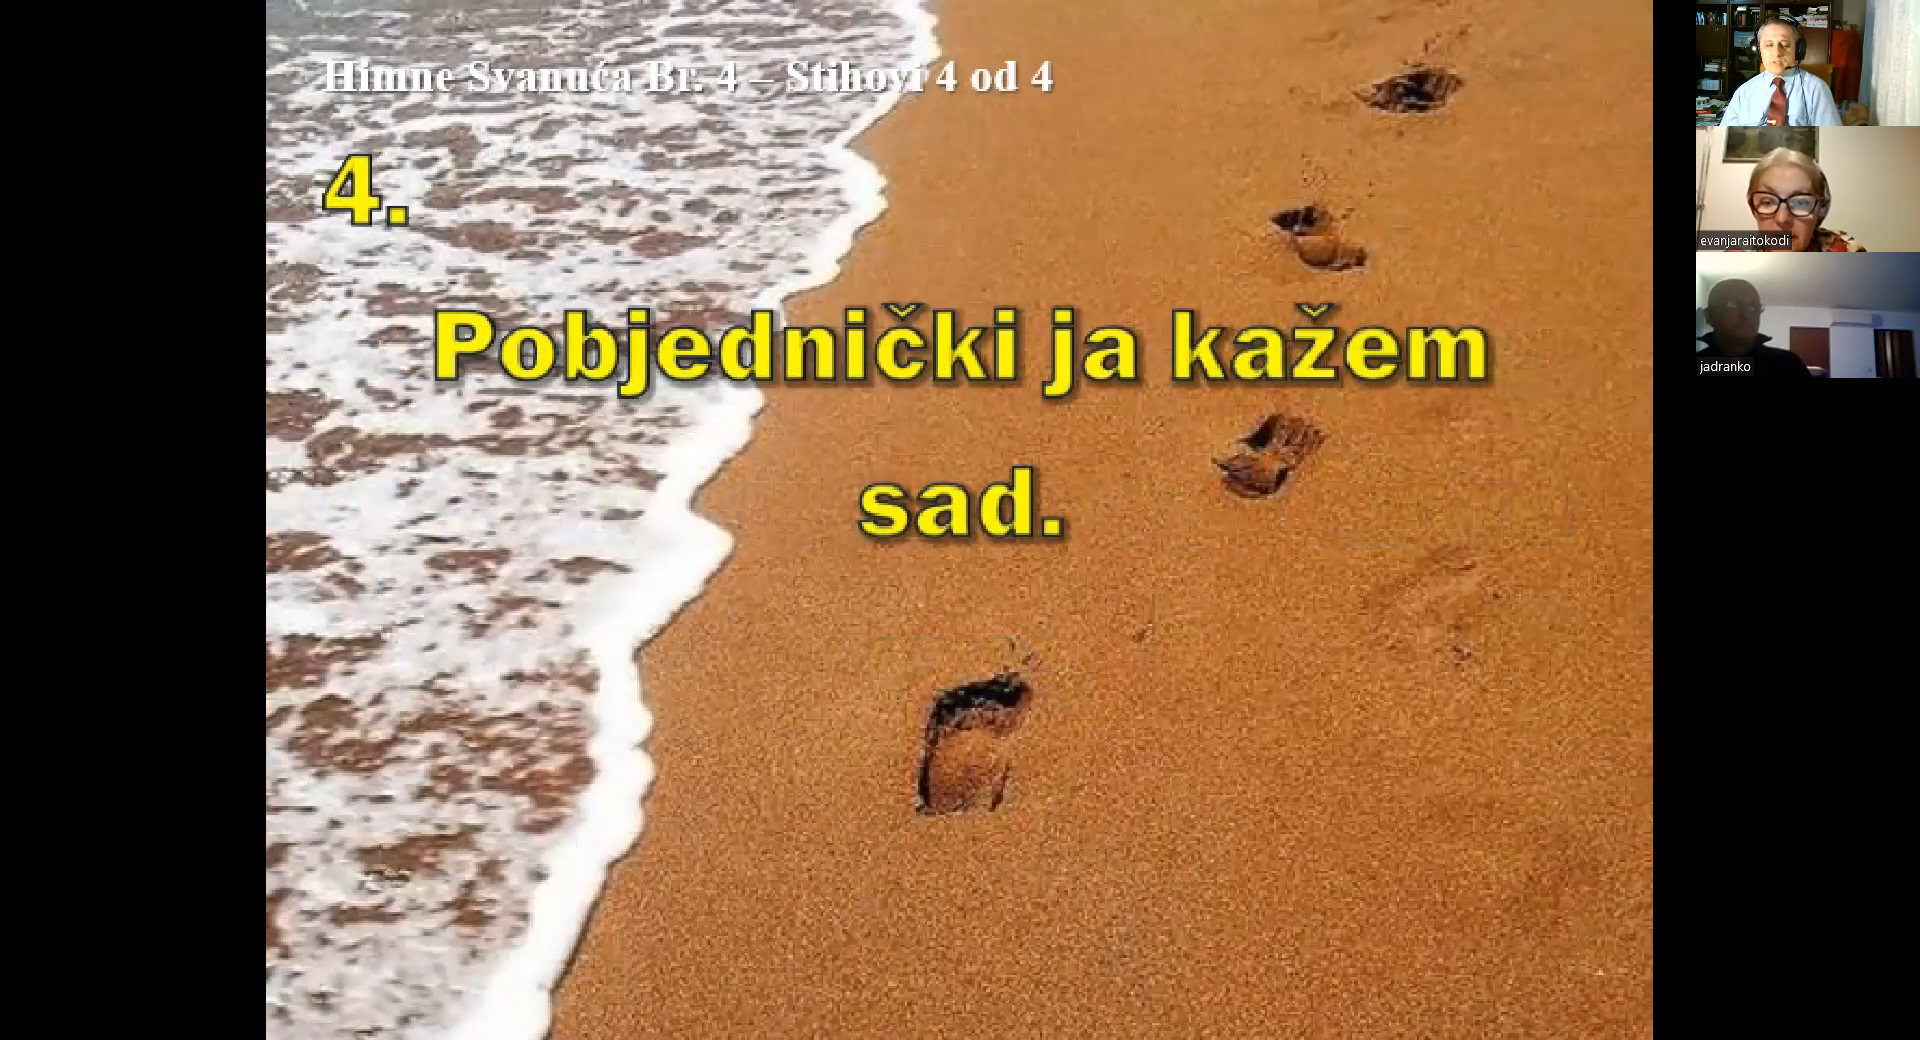 Himne Svanuća Br. 4 – Stihovi 4 od 4
4.
Pobjednički ja kažem
sad.
evanjaraitokodi
jadranko